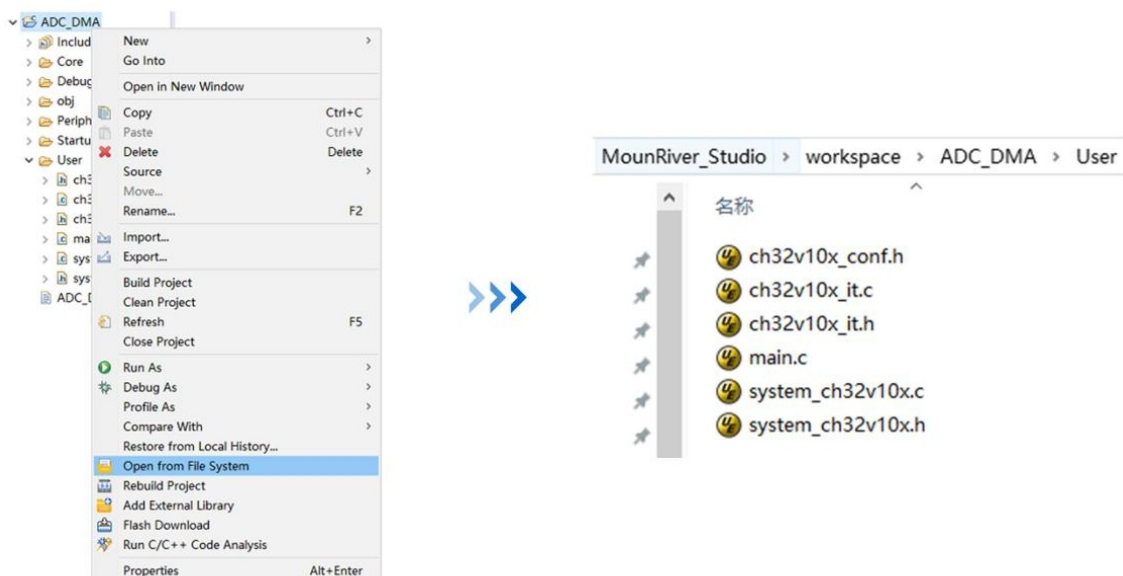 ADC_DMA
Includ
Core
Debug
obj
Periph
Startu
User
ch3
ch3
ch3
ma
sys
sys
ADC_D
New
Go Into
Open in New Window
Copy Ctrl+C
Paste Ctrl+V
Delete Delete
Source
Move...
Rename... F2
Import...
Export...
Build Project
Clean Project
Refresh F5
Close Project
Run As
Debug As
Profile As
Compare With
Restore from Local History...
Open from File System
Rebuild Project
Add External Library
Flash Download
Run C/C++ Code Analysis
Properties Alt+Enter
MounRiver_Studio > workspace > ADC_DMA > User
名称
ch32v10x_conf.h
ch32v10x_it.c
ch32v10x_it.h
main.c
system_ch32v10x.c
system_ch32v10x.h